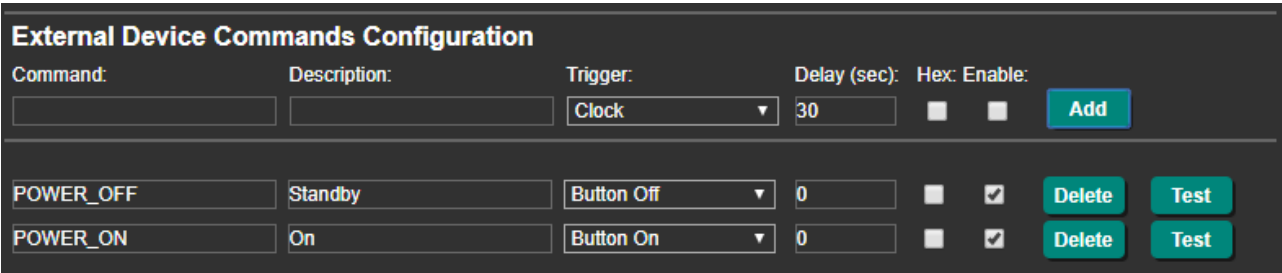 External Device Commands Configuration
Command: Description: Trigger: Delay (sec): Hex: Enable:
Clock 30 Add
POWER_OFF Standby Button Off 0 Delete Test
POWER_ON On Button On 0 Delete Test